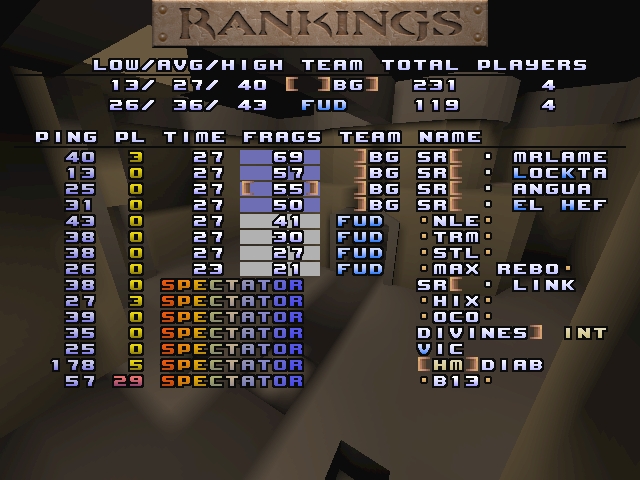 RANKINGS
LOW/AVG/HIGH TEAM TOTAL PLAYERS
13/ 27/ 40 [ ]BG] 231 4
26/ 36/ 43 FUD 119 4
PING PL TIME FRAGS TEAM NAME
40 3 27 69 ]BG SR[ · MRLAME
13 0 27 57 ]BG SR[ · LOCKTA
25 0 27 [ 55 ] ]BG SR[ · ANGUA
31 0 27 50 ]BG SR[ · EL HEF
43 0 27 41 FUD ·NLE·
38 0 27 30 FUD ·TRM·
38 0 27 27 FUD ·STL·
26 0 23 21 FUD ·MAX REBO·
38 0 SPECTATOR SR[ · LINK
27 3 SPECTATOR ·HIX·
39 0 SPECTATOR ·OCO·
35 0 SPECTATOR DIVINES] INT
25 0 SPECTATOR VIC
178 5 SPECTATOR [HM]DIAB
57 29 SPECTATOR ·B13·